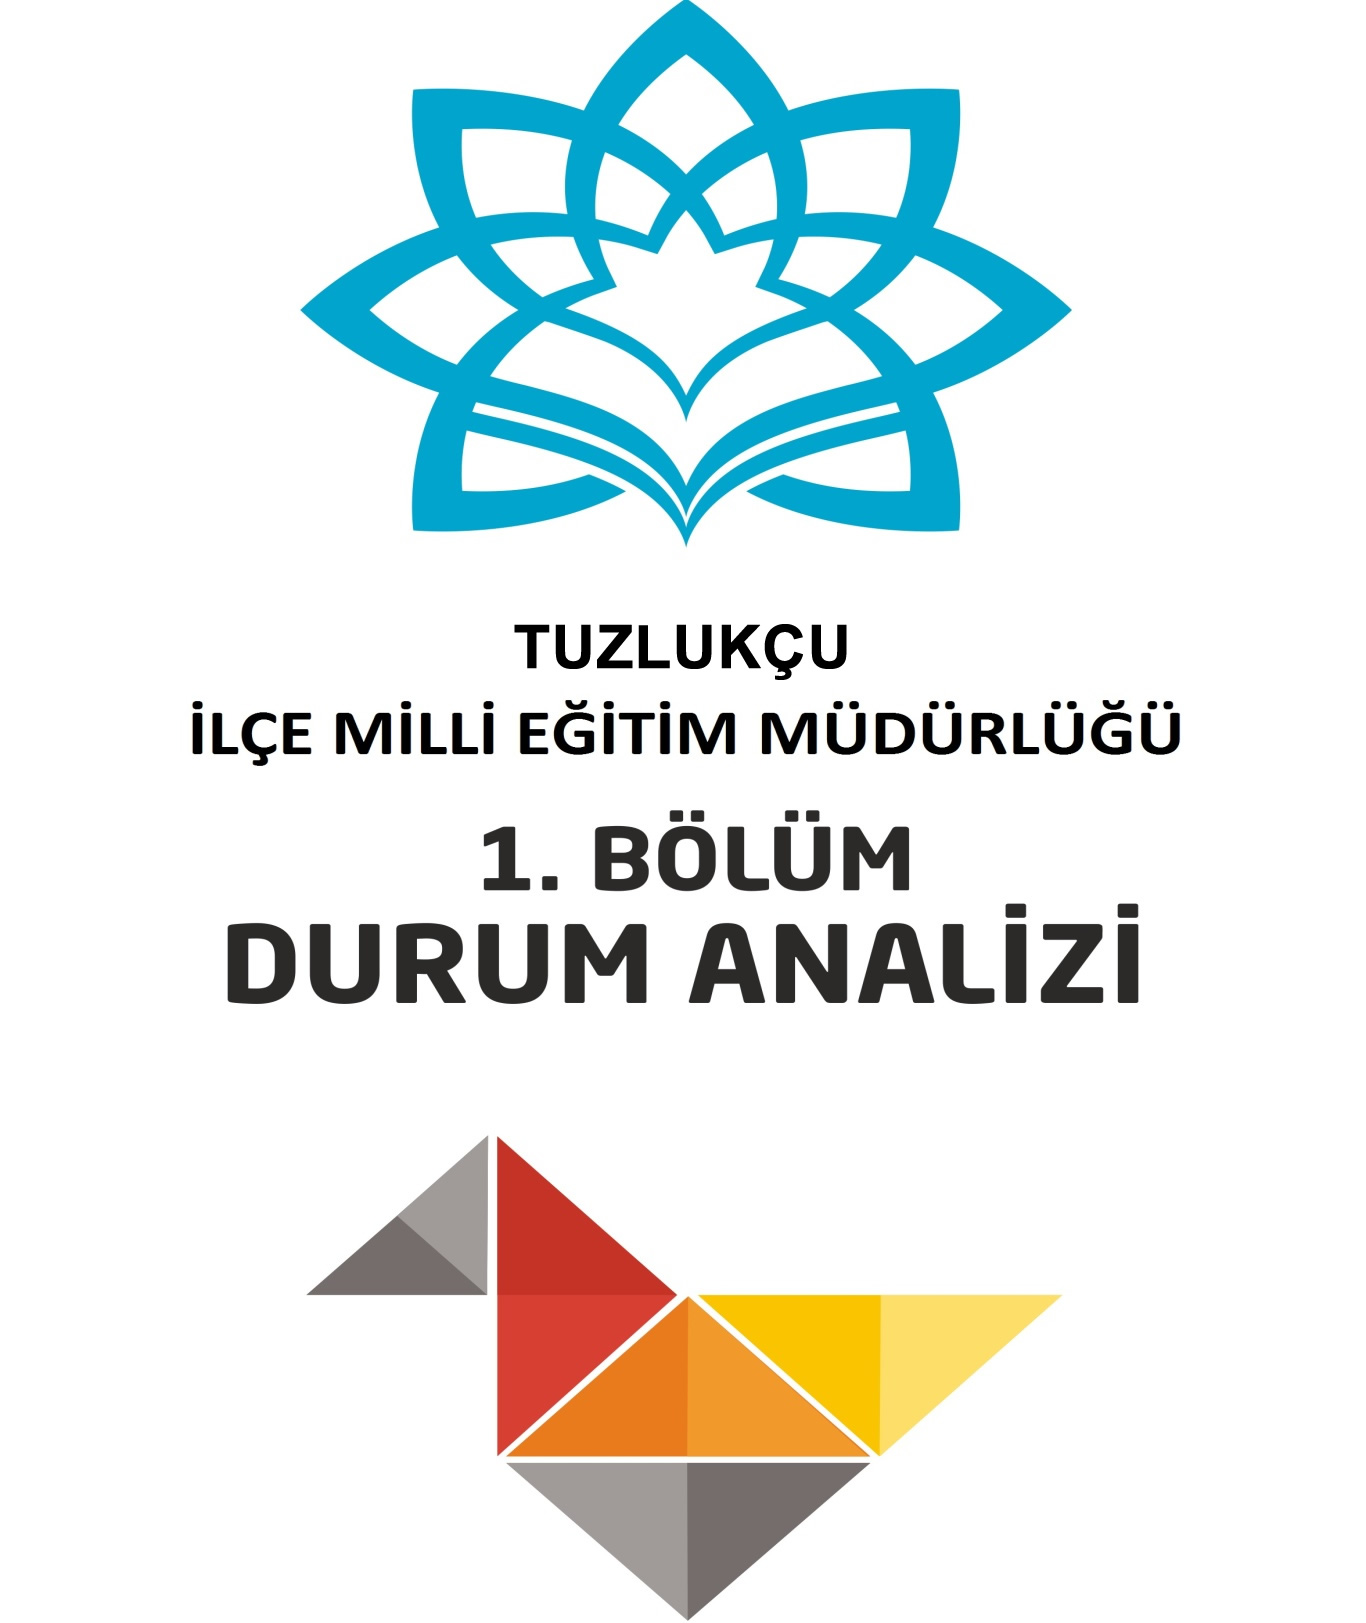 TUZLUKÇU
İLÇE MİLLİ EĞİTİM MÜDÜRLÜĞÜ
1. BÖLÜM
DURUM ANALİZİ